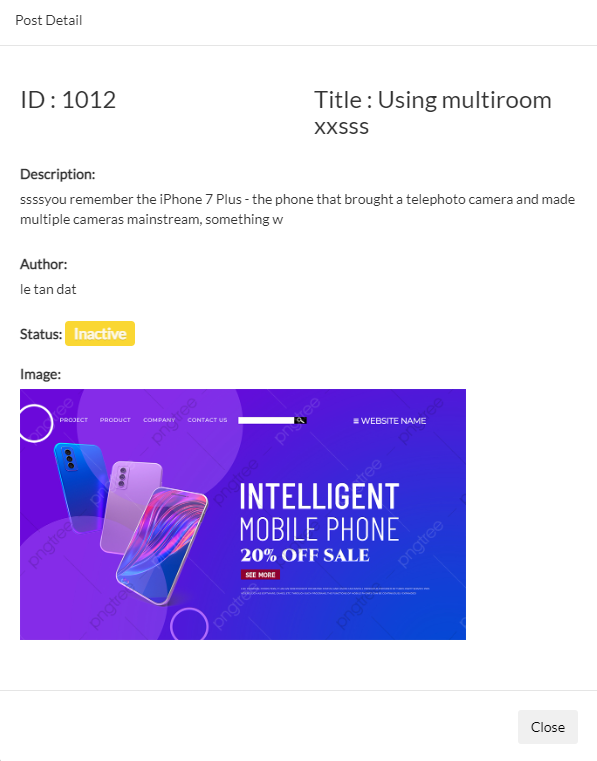 Post Detail
ID : 1012
Title : Using multiroom
xxsss
Description:
ssssyou remember the iPhone 7 Plus - the phone that brought a telephoto camera and made
multiple cameras mainstream, something w
Author:
le tan dat
Status: Inactive
Image:
PROJECT PRODUCT COMPANY CONTACT US
≡ WEBSITE NAME
INTELLIGENT
MOBILE PHONE
20% OFF SALE
SEE MORE
pngtree
Close